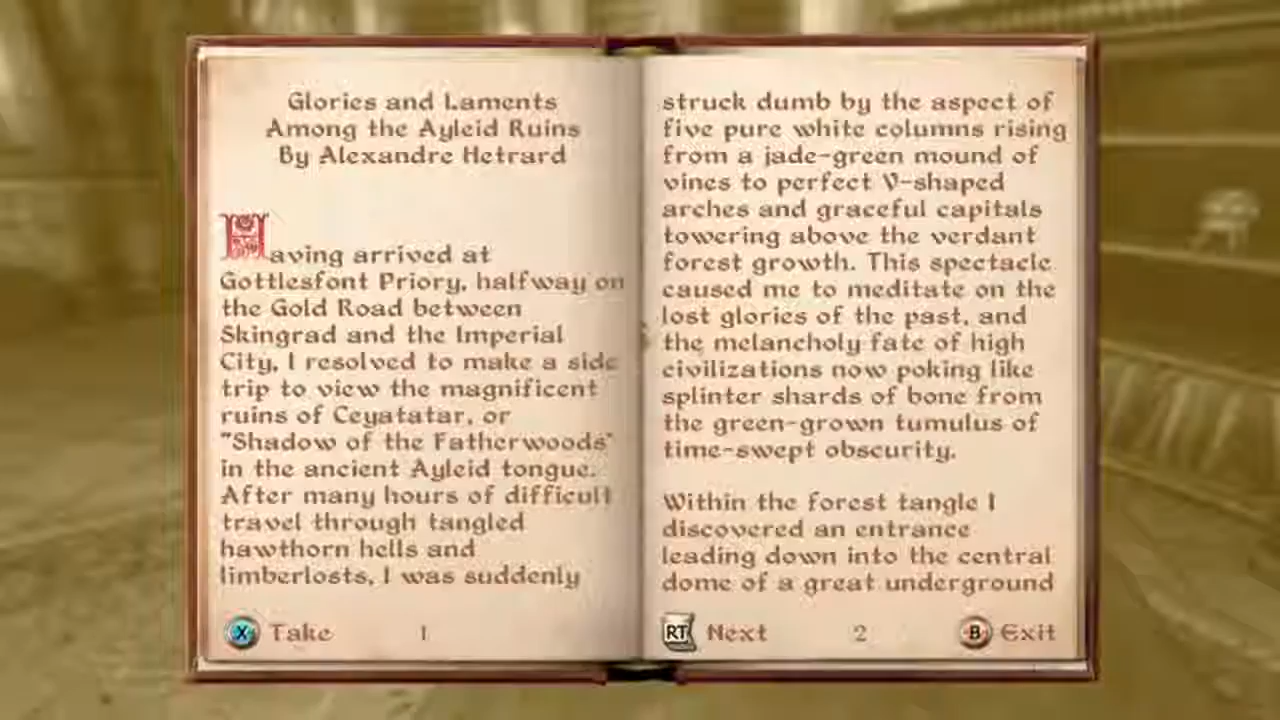 Glories and Laments
Among the Ayleid Ruins
By Alexandre Hetrard
Having arrived at
Gottlesfont Priory, halfway on
the Gold Road between
Skingrad and the Imperial
City, I resolved to make a side
trip to view the magnificent
ruins of Ceyatatar, or
"Shadow of the Fatherwoods"
in the ancient Ayleid tongue.
After many hours of difficult
travel through tangled
hawthorn hells and
limberlosts, I was suddenly
X Take
1
struck dumb by the aspect of
five pure white columns rising
from a jade-green mound of
vines to perfect V-shaped
arches and graceful capitals
towering above the verdant
forest growth. This spectacle
caused me to meditate on the
lost glories of the past, and
the melancholy fate of high
civilizations now poking like
splinter shards of bone from
the green-grown tumulus of
time-swept obscurity.
Within the forest tangle I
discovered an entrance
leading down into the central
dome of a great underground
RT Next
2
B Exit